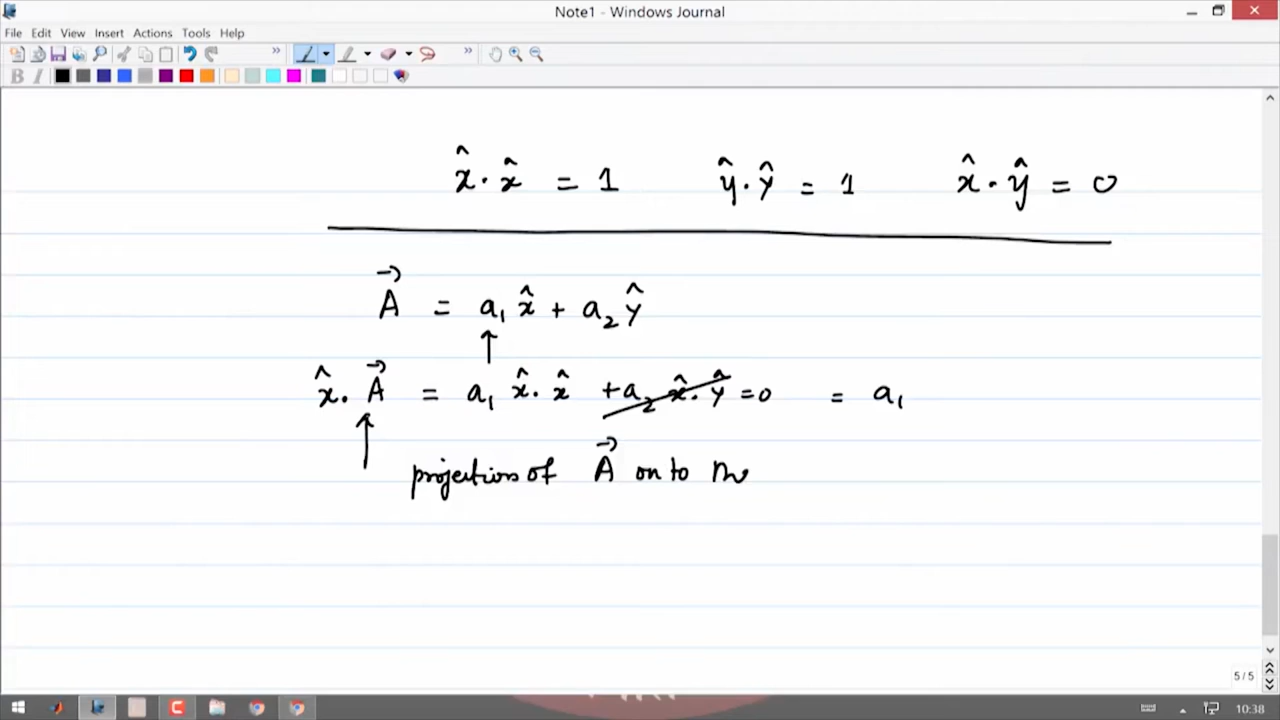 Note1 - Windows Journal
File Edit View Insert Actions Tools Help
x̂ · x̂ = 1 ŷ · ŷ = 1 x̂ · ŷ = 0
A⃗ = a₁ x̂ + a₂ ŷ
x̂ · A⃗ = a₁ x̂ · x̂ + a₂ x̂ · ŷ = 0 = a₁
projection of A⃗ on to the
5 / 5
10:38